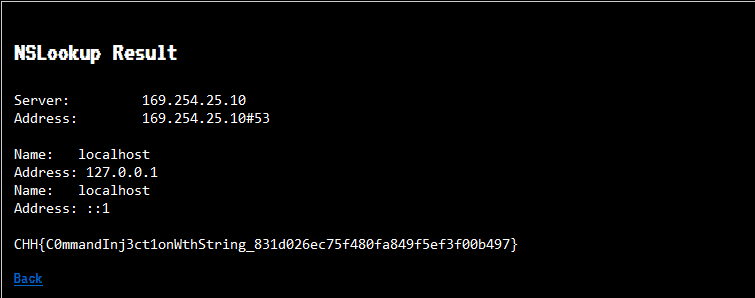 NSLookup Result
Server: 169.254.25.10
Address: 169.254.25.10#53
Name: localhost
Address: 127.0.0.1
Name: localhost
Address: ::1
CHH{C0mmandInj3ct1onWthString_831d026ec75f480fa849f5ef3f00b497}
Back